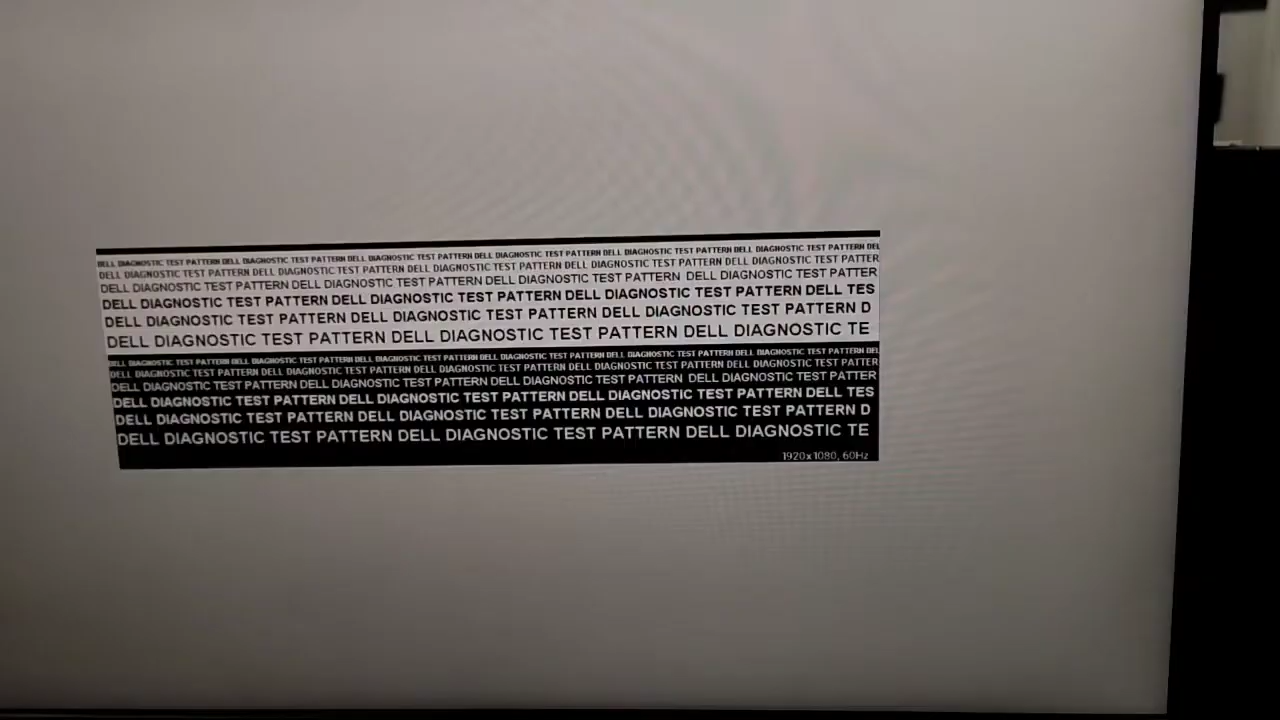 DELL DIAGNOSTIC TEST PATTERN DELL DIAGNOSTIC TEST PATTERN DELL DIAGNOSTIC TEST PATTERN DELL DIAGNOSTIC TEST PATTERN DELL DIAGNOSTIC TEST PATTERN DELL DIAGNOSTIC TEST PATTERN DEL
DELL DIAGNOSTIC TEST PATTERN DELL DIAGNOSTIC TEST PATTERN DELL DIAGNOSTIC TEST PATTERN DELL DIAGNOSTIC TEST PATTERN DELL DIAGNOSTIC TEST PATTER
DELL DIAGNOSTIC TEST PATTERN DELL DIAGNOSTIC TEST PATTERN DELL DIAGNOSTIC TEST PATTERN DELL DIAGNOSTIC TEST PATTER
DELL DIAGNOSTIC TEST PATTERN DELL DIAGNOSTIC TEST PATTERN DELL DIAGNOSTIC TEST PATTERN DELL TES
DELL DIAGNOSTIC TEST PATTERN DELL DIAGNOSTIC TEST PATTERN DELL DIAGNOSTIC TEST PATTERN D
DELL DIAGNOSTIC TEST PATTERN DELL DIAGNOSTIC TEST PATTERN DELL DIAGNOSTIC TE
DELL DIAGNOSTIC TEST PATTERN DELL DIAGNOSTIC TEST PATTERN DELL DIAGNOSTIC TEST PATTERN DELL DIAGNOSTIC TEST PATTERN DELL DIAGNOSTIC TEST PATTERN DELL DIAGNOSTIC TEST PATTERN DEL
DELL DIAGNOSTIC TEST PATTERN DELL DIAGNOSTIC TEST PATTERN DELL DIAGNOSTIC TEST PATTERN DELL DIAGNOSTIC TEST PATTERN DELL DIAGNOSTIC TEST PATTER
DELL DIAGNOSTIC TEST PATTERN DELL DIAGNOSTIC TEST PATTERN DELL DIAGNOSTIC TEST PATTERN DELL DIAGNOSTIC TEST PATTER
DELL DIAGNOSTIC TEST PATTERN DELL DIAGNOSTIC TEST PATTERN DELL DIAGNOSTIC TEST PATTERN DELL TES
DELL DIAGNOSTIC TEST PATTERN DELL DIAGNOSTIC TEST PATTERN DELL DIAGNOSTIC TEST PATTERN D
DELL DIAGNOSTIC TEST PATTERN DELL DIAGNOSTIC TEST PATTERN DELL DIAGNOSTIC TE
1920x1080, 60Hz